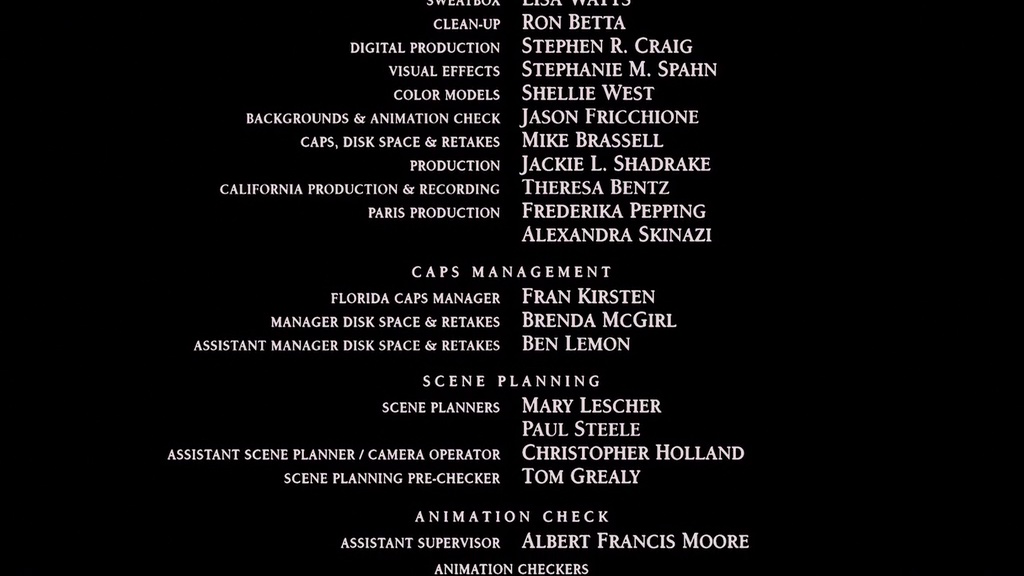 SWEATBOX LISA WATTS
CLEAN-UP RON BETTA
DIGITAL PRODUCTION STEPHEN R. CRAIG
VISUAL EFFECTS STEPHANIE M. SPAHN
COLOR MODELS SHELLIE WEST
BACKGROUNDS & ANIMATION CHECK JASON FRICCHIONE
CAPS, DISK SPACE & RETAKES MIKE BRASSELL
PRODUCTION JACKIE L. SHADRAKE
CALIFORNIA PRODUCTION & RECORDING THERESA BENTZ
PARIS PRODUCTION FREDERIKA PEPPING
ALEXANDRA SKINAZI
CAPS MANAGEMENT
FLORIDA CAPS MANAGER FRAN KIRSTEN
MANAGER DISK SPACE & RETAKES BRENDA MCGIRL
ASSISTANT MANAGER DISK SPACE & RETAKES BEN LEMON
SCENE PLANNING
SCENE PLANNERS MARY LESCHER
PAUL STEELE
ASSISTANT SCENE PLANNER / CAMERA OPERATOR CHRISTOPHER HOLLAND
SCENE PLANNING PRE-CHECKER TOM GREALY
ANIMATION CHECK
ASSISTANT SUPERVISOR ALBERT FRANCIS MOORE
ANIMATION CHECKERS